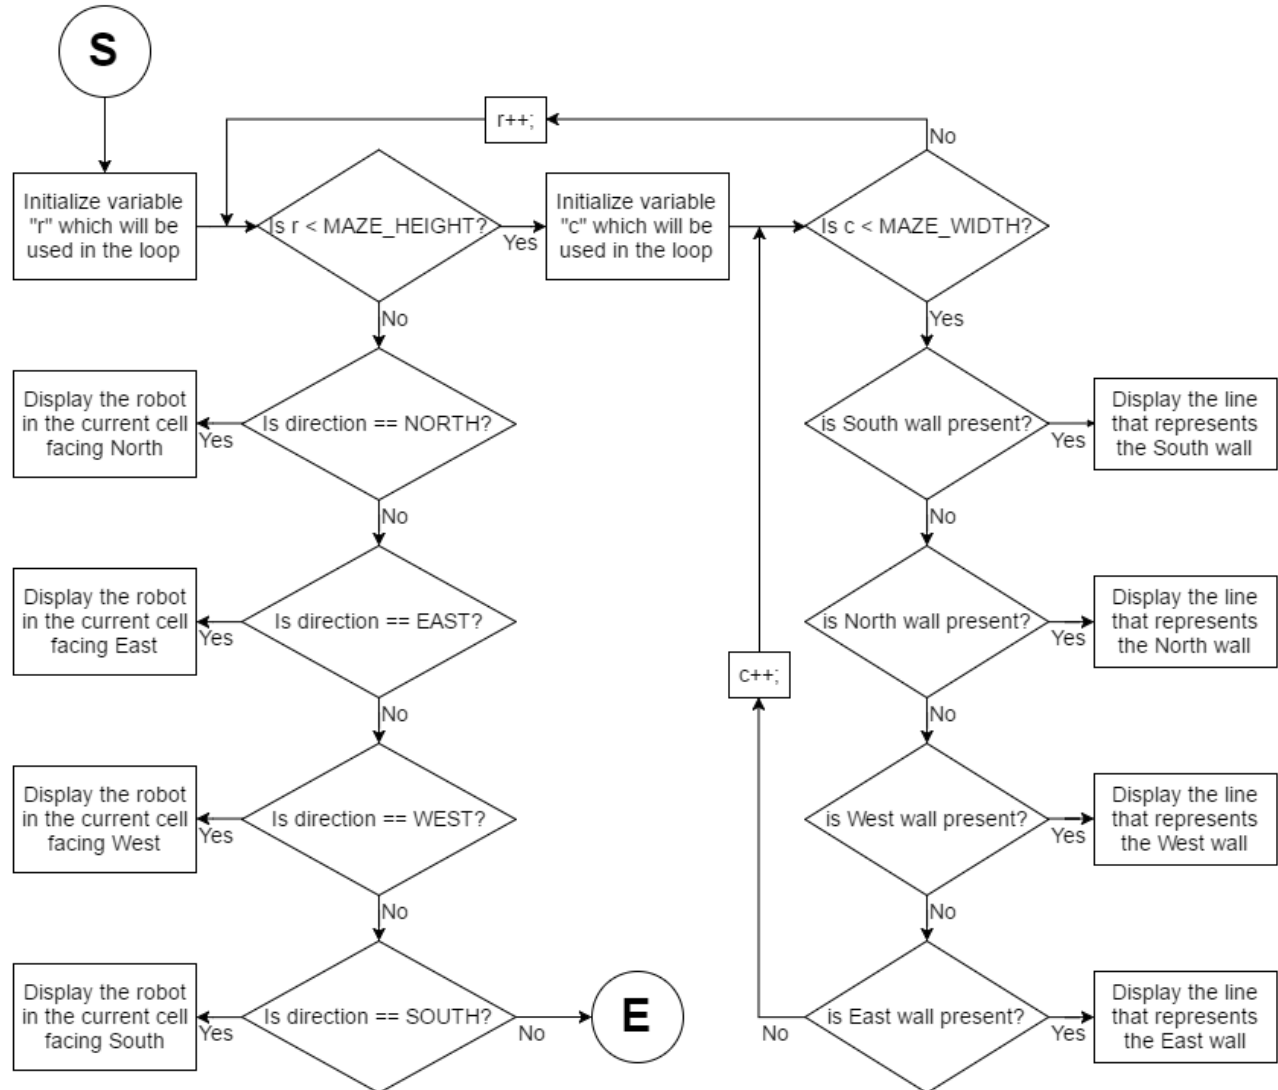 S
r++;
No
Initialize variable
"r" which will be
used in the loop
Is r < MAZE_HEIGHT?
Yes
Initialize variable
"c" which will be
used in the loop
Is c < MAZE_WIDTH?
No
Yes
Display the robot
in the current cell
facing North
Yes
Is direction == NORTH?
is South wall present?
Yes
Display the line
that represents
the South wall
No
No
Display the robot
in the current cell
facing East
Yes
Is direction == EAST?
is North wall present?
Yes
Display the line
that represents
the North wall
c++;
No
No
Display the robot
in the current cell
facing West
Yes
Is direction == WEST?
is West wall present?
Yes
Display the line
that represents
the West wall
No
No
Display the robot
in the current cell
facing South
Yes
Is direction == SOUTH?
No
E
No
is East wall present?
Yes
Display the line
that represents
the East wall